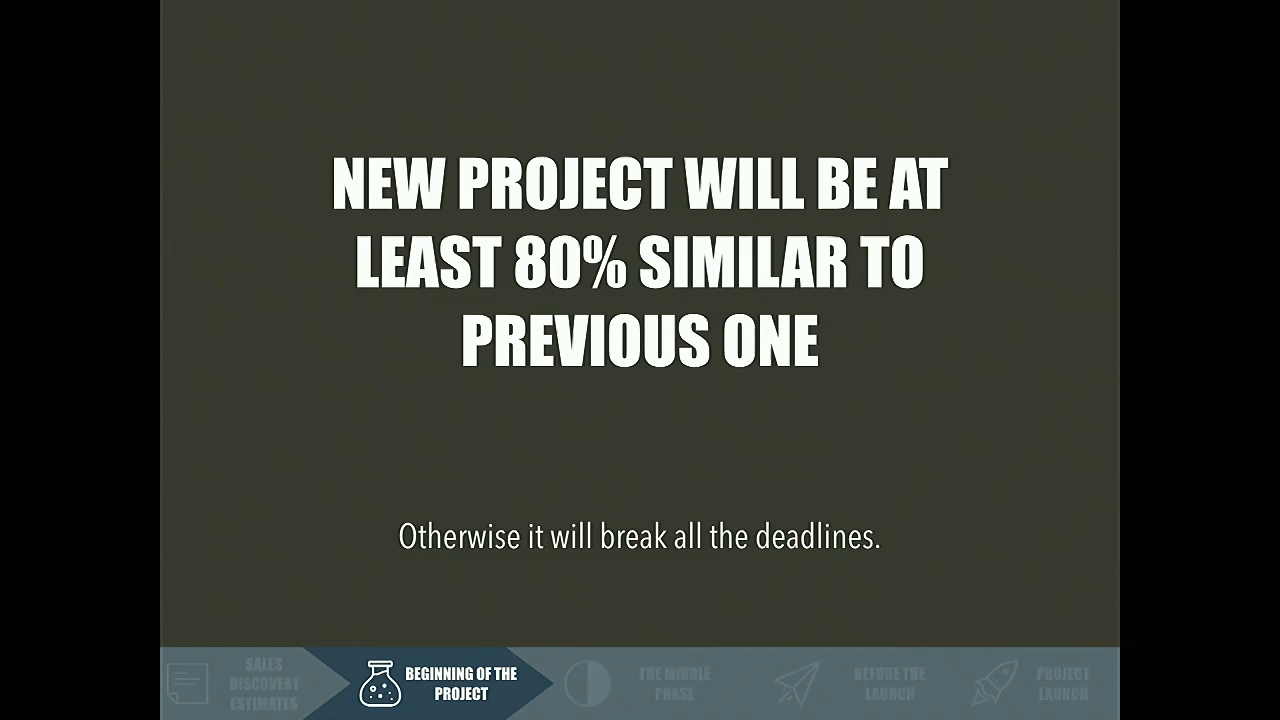 NEW PROJECT WILL BE AT
LEAST 80% SIMILAR TO
PREVIOUS ONE
Otherwise it will break all the deadlines.
SALES
DISCOVERY
ESTIMATES
BEGINNING OF THE
PROJECT
THE MIDDLE
PHASE
BEFORE THE
LAUNCH
PROJECT
LAUNCH